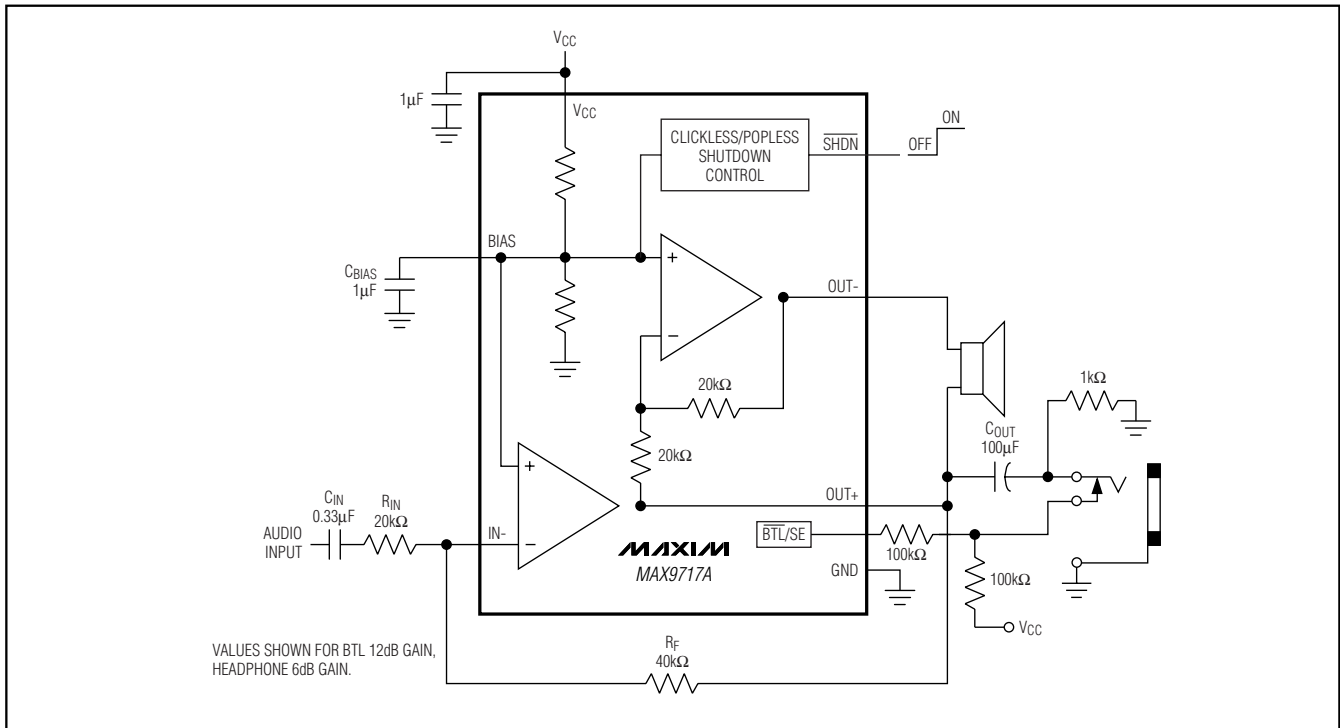 VCC
1µF
VCC
CLICKLESS/POPLESS
SHUTDOWN
CONTROL
SHDN
OFF
ON
BIAS
CBIAS
1µF
+
−
OUT-
20kΩ
20kΩ
1kΩ
COUT
100µF
OUT+
CIN
0.33µF
RIN
20kΩ
AUDIO
INPUT
IN-
+
−
MAXIM
MAX9717A
BTL/SE
100kΩ
GND
100kΩ
VCC
VALUES SHOWN FOR BTL 12dB GAIN,
HEADPHONE 6dB GAIN.
RF
40kΩ